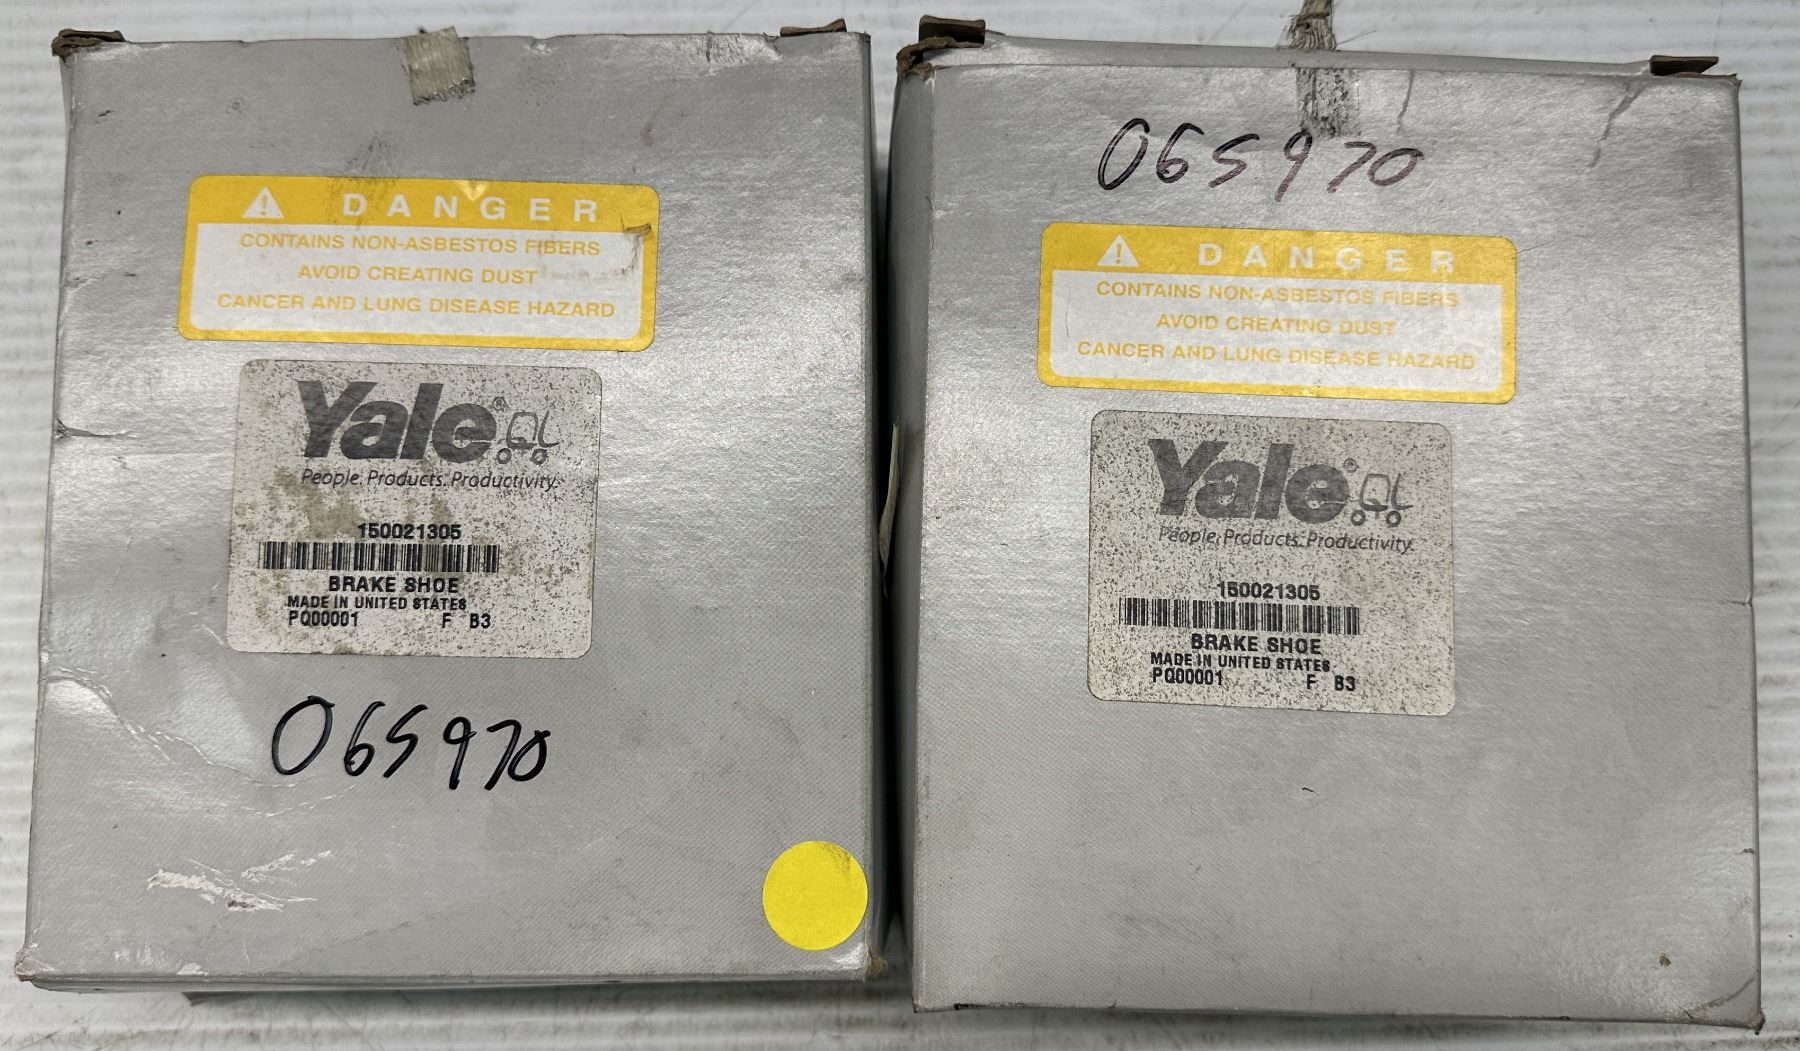 DANGER
CONTAINS NON-ASBESTOS FIBERS
AVOID CREATING DUST
CANCER AND LUNG DISEASE HAZARD
Yale®
People. Products. Productivity.
150021305
BRAKE SHOE
MADE IN UNITED STATES
PQ00001 F B3
065970
065970
DANGER
CONTAINS NON-ASBESTOS FIBERS
AVOID CREATING DUST
CANCER AND LUNG DISEASE HAZARD
Yale®
People. Products. Productivity.
150021305
BRAKE SHOE
MADE IN UNITED STATES
PQ00001 F B3